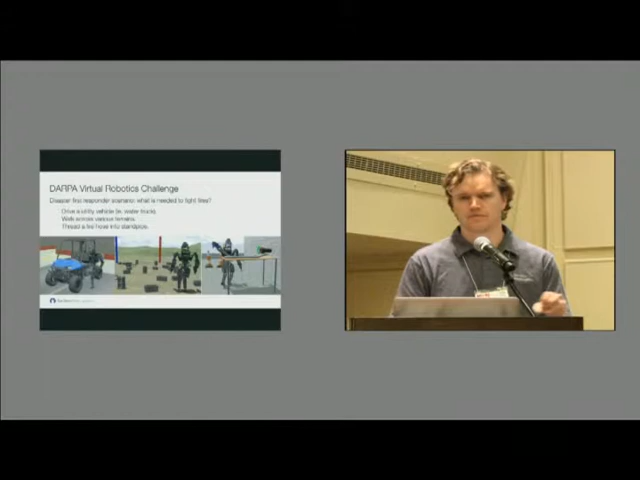 DARPA Virtual Robotics Challenge
Disaster first responder scenario: what is needed to fight fires?
Drive a utility vehicle (ie. water truck).
Walk across various terrains.
Thread a fire hose into standpipe.